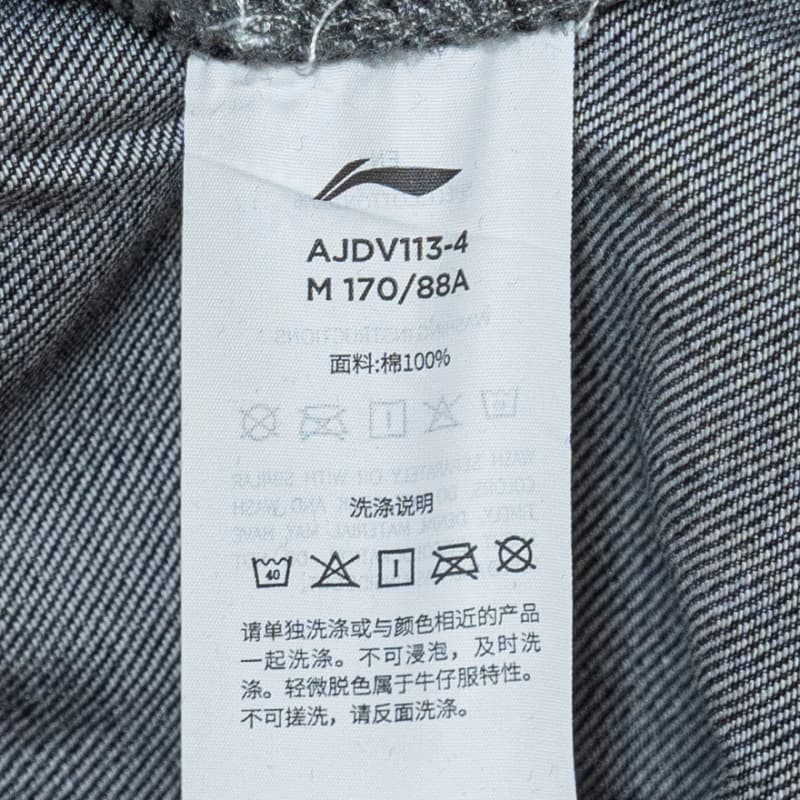 AJDV113-4
M 170/88A
面料:棉100%
洗涤说明
40
请单独洗涤或与颜色相近的产品
一起洗涤。不可浸泡，及时洗
涤。轻微脱色属于牛仔服特性。
不可搓洗，请反面洗涤。